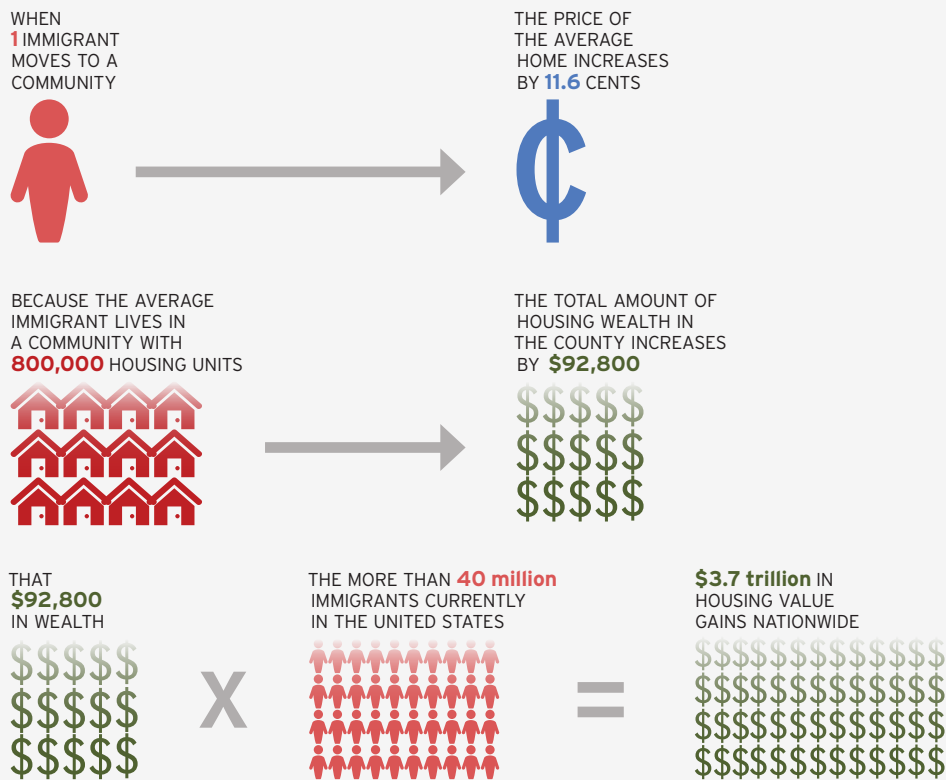 WHEN
1 IMMIGRANT
MOVES TO A
COMMUNITY
THE PRICE OF
THE AVERAGE
HOME INCREASES
BY 11.6 CENTS
¢
BECAUSE THE AVERAGE
IMMIGRANT LIVES IN
A COMMUNITY WITH
800,000 HOUSING UNITS
THE TOTAL AMOUNT OF
HOUSING WEALTH IN
THE COUNTY INCREASES
BY $92,800
$$$$$
$$$$$
$$$$$
THAT
$92,800
IN WEALTH
$$$$$
$$$$$
$$$$$
X
THE MORE THAN 40 million
IMMIGRANTS CURRENTLY
IN THE UNITED STATES
=
$3.7 trillion IN
HOUSING VALUE
GAINS NATIONWIDE
$$$$$$$$$$$$$
$$$$$$$$$$$$$
$$$$$$$$$$$$$
$$$$$$$$$$$$$